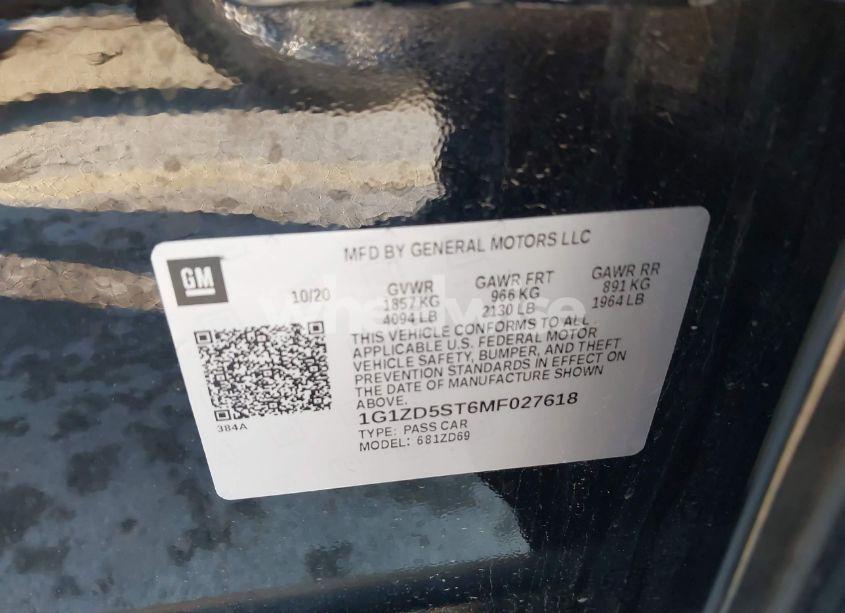 MFD BY GENERAL MOTORS LLC
GM
10/20
GVWR
1857 KG
4094 LB
GAWR FRT
966 KG
2130 LB
GAWR RR
891 KG
1964 LB
THIS VEHICLE CONFORMS TO ALL
APPLICABLE U.S. FEDERAL MOTOR
VEHICLE SAFETY, BUMPER, AND THEFT
PREVENTION STANDARDS IN EFFECT ON
THE DATE OF MANUFACTURE SHOWN
ABOVE.
1G1ZD5ST6MF027618
TYPE: PASS CAR
MODEL: 681ZD69
384A